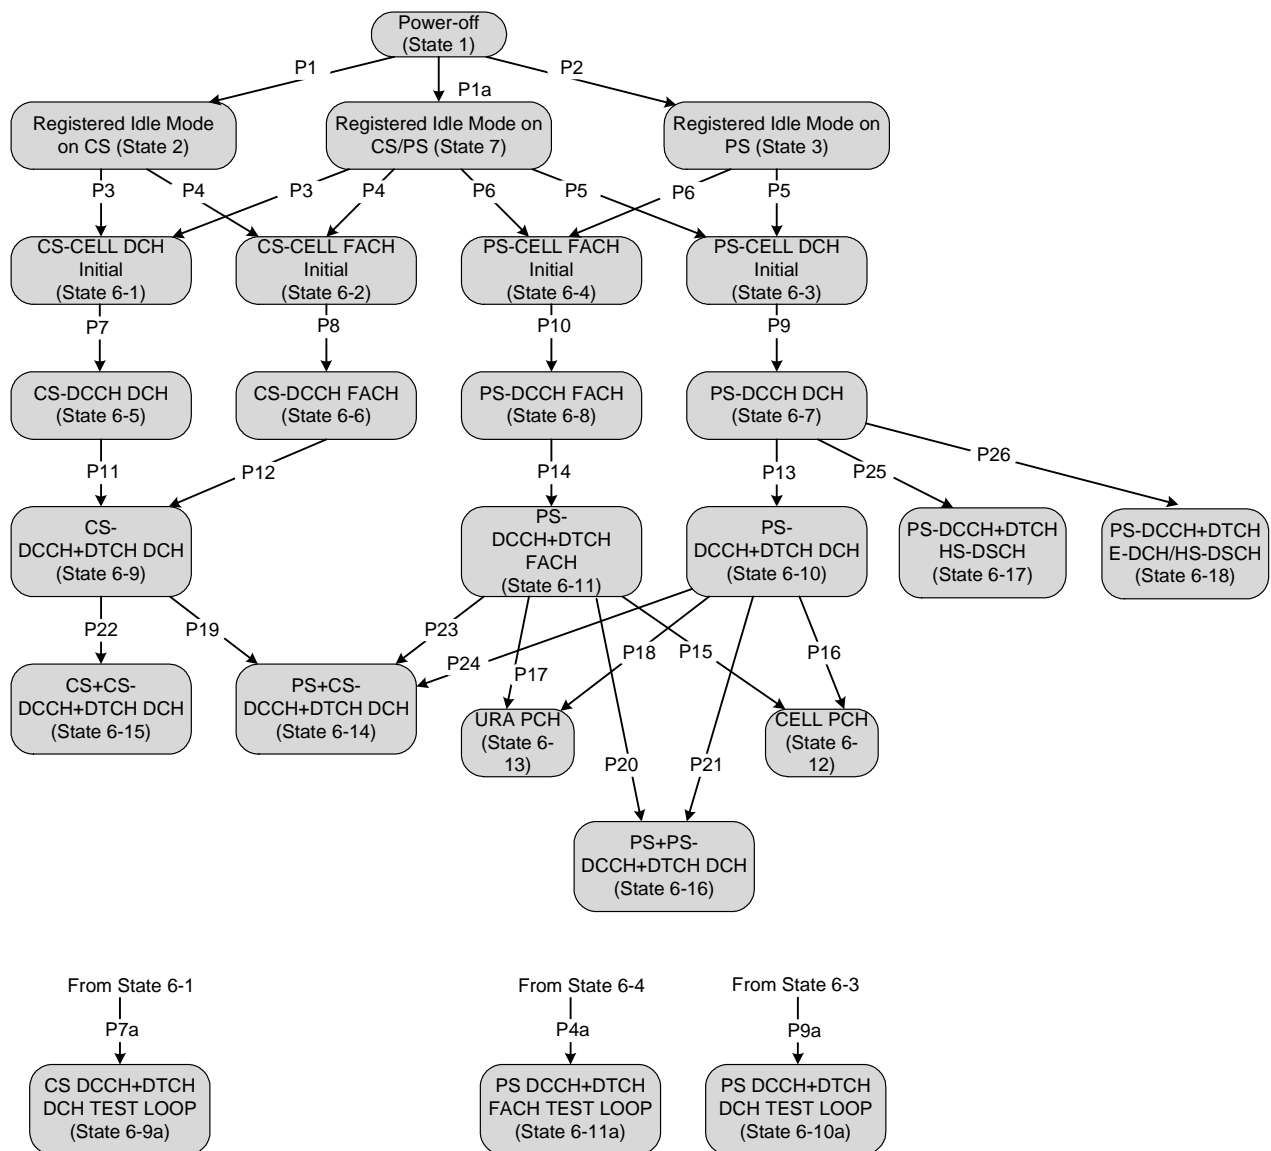 Power-off
(State 1)
P1
P1a
P2
Registered Idle Mode
on CS (State 2)
Registered Idle Mode on
CS/PS (State 7)
Registered Idle Mode on
PS (State 3)
P3
P4
P3
P4
P6
P5
P6
P5
CS-CELL DCH
Initial
(State 6-1)
CS-CELL FACH
Initial
(State 6-2)
PS-CELL FACH
Initial
(State 6-4)
PS-CELL DCH
Initial
(State 6-3)
P7
P8
P10
P9
CS-DCCH DCH
(State 6-5)
CS-DCCH FACH
(State 6-6)
PS-DCCH FACH
(State 6-8)
PS-DCCH DCH
(State 6-7)
P11
P12
P14
P13
P25
P26
CS-
DCCH+DTCH DCH
(State 6-9)
PS-
DCCH+DTCH
FACH
(State 6-11)
PS-
DCCH+DTCH DCH
(State 6-10)
PS-DCCH+DTCH
HS-DSCH
(State 6-17)
PS-DCCH+DTCH
E-DCH/HS-DSCH
(State 6-18)
P22
P19
P23
P24
P17
P18
P15
P16
CS+CS-
DCCH+DTCH DCH
(State 6-15)
PS+CS-
DCCH+DTCH DCH
(State 6-14)
URA PCH
(State 6-
13)
CELL PCH
(State 6-
12)
P20
P21
PS+PS-
DCCH+DTCH DCH
(State 6-16)
From State 6-1
From State 6-4
From State 6-3
P7a
P4a
P9a
CS DCCH+DTCH
DCH TEST LOOP
(State 6-9a)
PS DCCH+DTCH
FACH TEST LOOP
(State 6-11a)
PS DCCH+DTCH
DCH TEST LOOP
(State 6-10a)